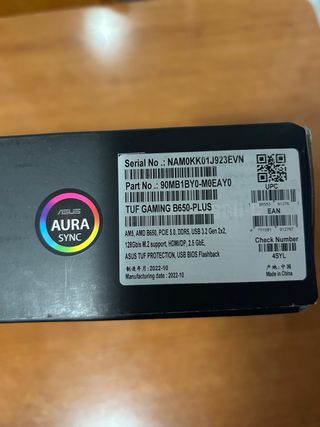 Serial No .: NAM0KK01J923EVN
Part No .: 90MB1BY0-M0EAY0
TUF GAMING B650-PLUS
AM5, AMD B650, PCIE 5.0, DDR5, USB 3.2 Gen 2x2,
128Gb/s M.2 support, HDMI/DP, 2.5 GbE,
ASUS TUF PROTECTION, USB BIOS Flashback
制造年月：2022-10
Manufacturing date : 2022-10
UPC
EAN
Check Number
4SYL
产地: 中国
Made in China
ASUS
AURA
SYNC